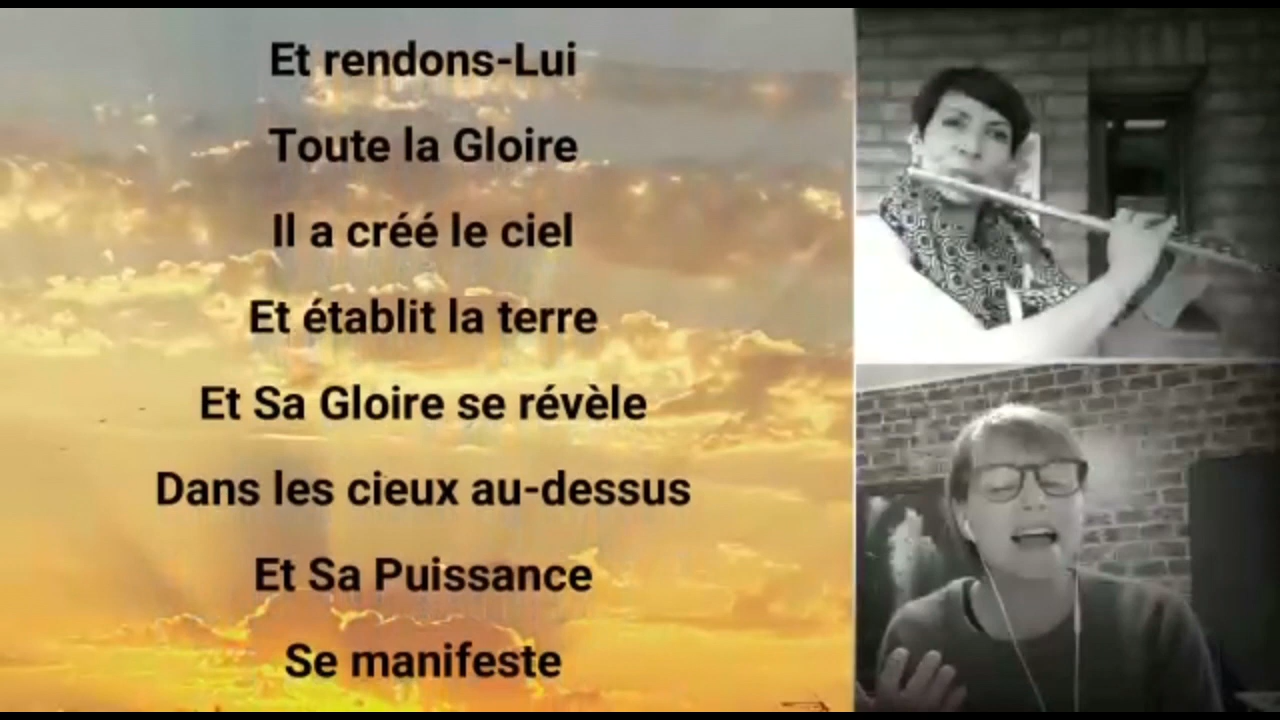 Et rendons-Lui
Toute la Gloire
Il a créé le ciel
Et établit la terre
Et Sa Gloire se révèle
Dans les cieux au-dessus
Et Sa Puissance
Se manifeste